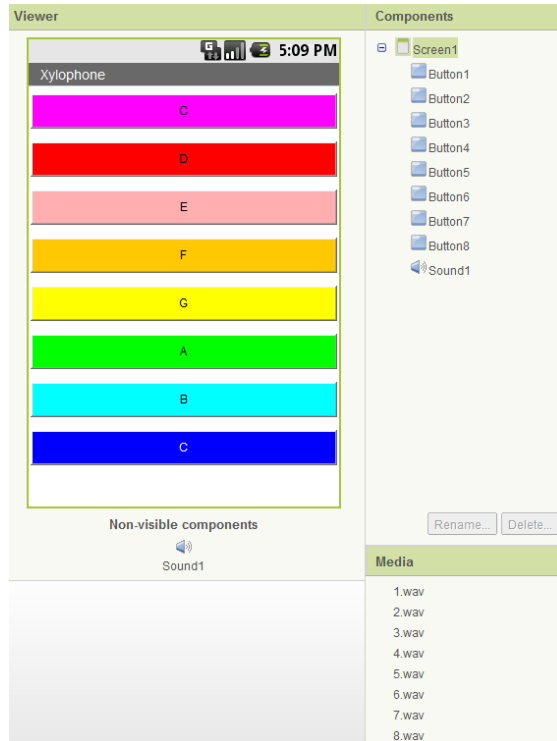 Viewer
5:09 PM
Xylophone
C
D
E
F
G
A
B
C
Non-visible components
Sound1
Components
Screen1
Button1
Button2
Button3
Button4
Button5
Button6
Button7
Button8
Sound1
Rename... Delete...
Media
1.wav
2.wav
3.wav
4.wav
5.wav
6.wav
7.wav
8.wav